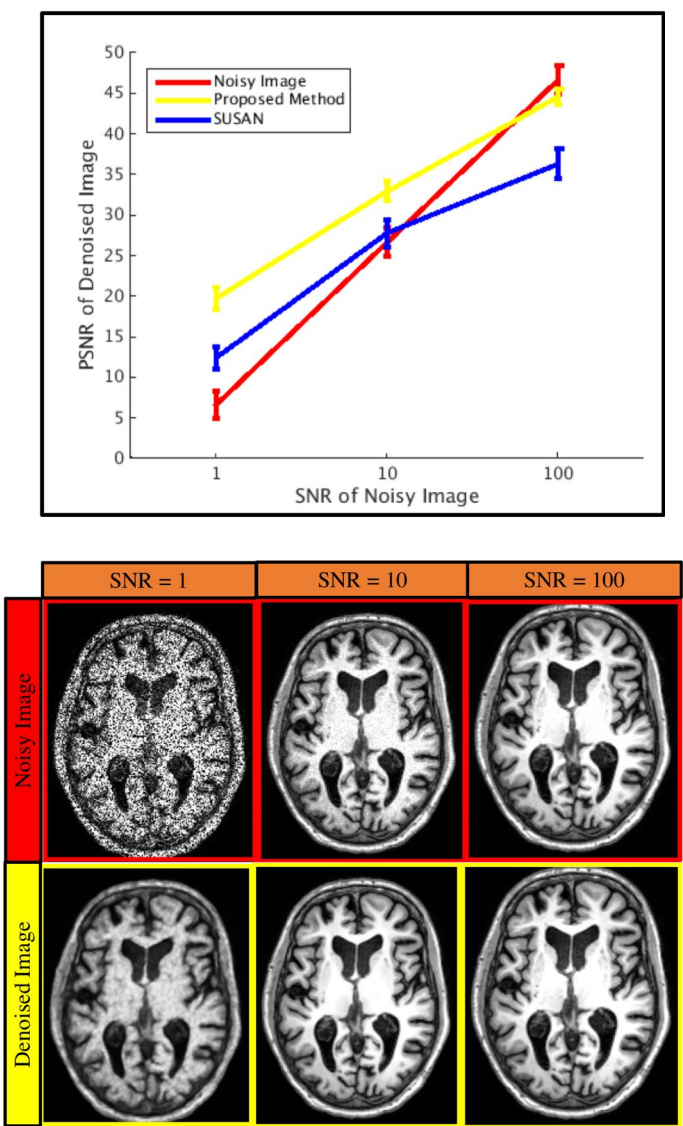 PSNR of Denoised Image
50
45
40
35
30
25
20
15
10
5
0
Noisy Image
Proposed Method
SUSAN
1
10
100
SNR of Noisy Image
SNR = 1
SNR = 10
SNR = 100
Noisy Image
Denoised Image